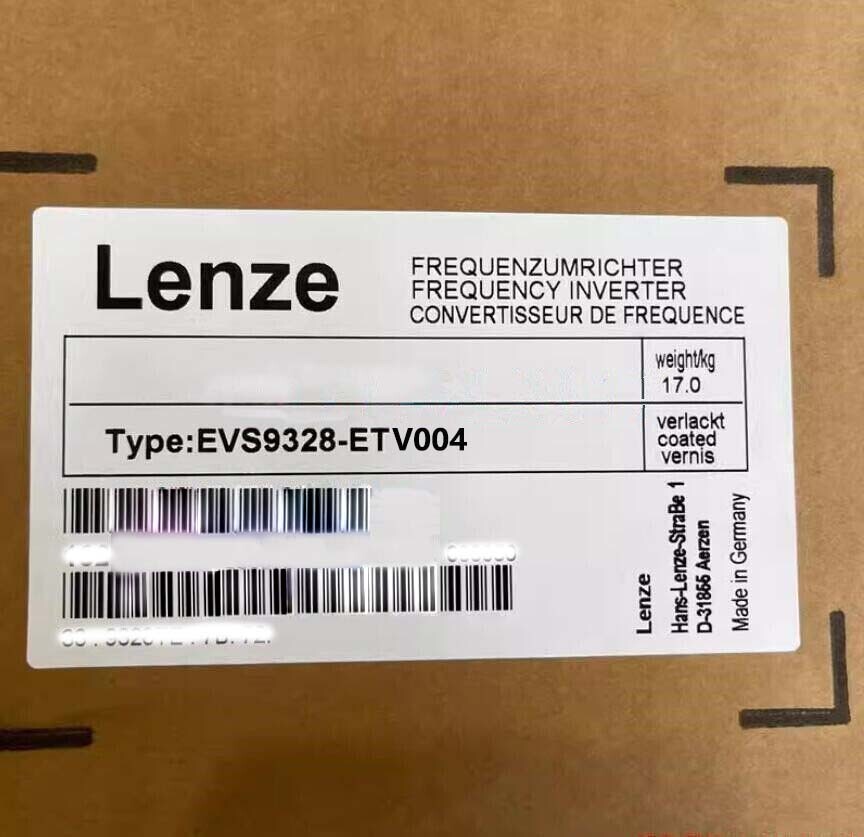 Lenze
FREQUENZUMRICHTER
FREQUENCY INVERTER
CONVERTISSEUR DE FREQUENCE
weight/kg
17.0
Type:EVS9328-ETV004
verlackt
coated
vernis
Lenze
Hans-Lenze-Straße 1
D-31855 Aerzen
Made in Germany